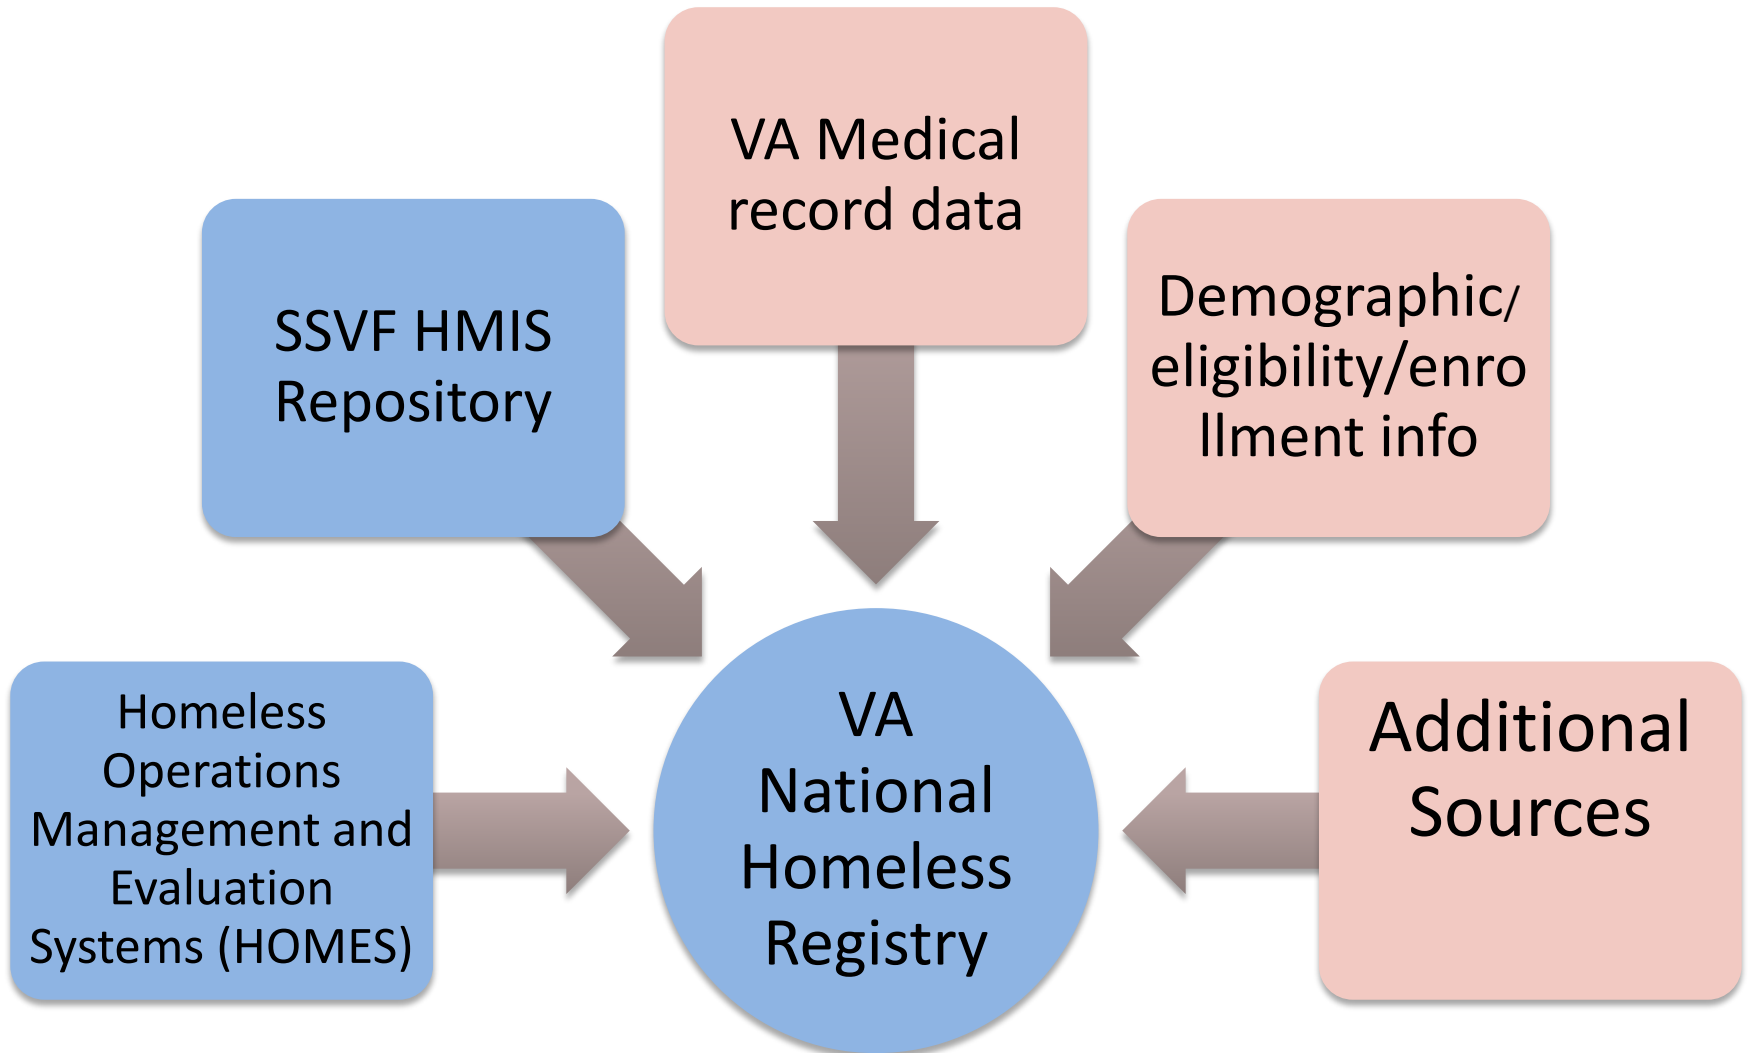 VA Medical
record data
SSVF HMIS
Repository
Demographic/
eligibility/enro
llment info
Homeless
Operations
Management and
Evaluation
Systems (HOMES)
VA
National
Homeless
Registry
Additional
Sources